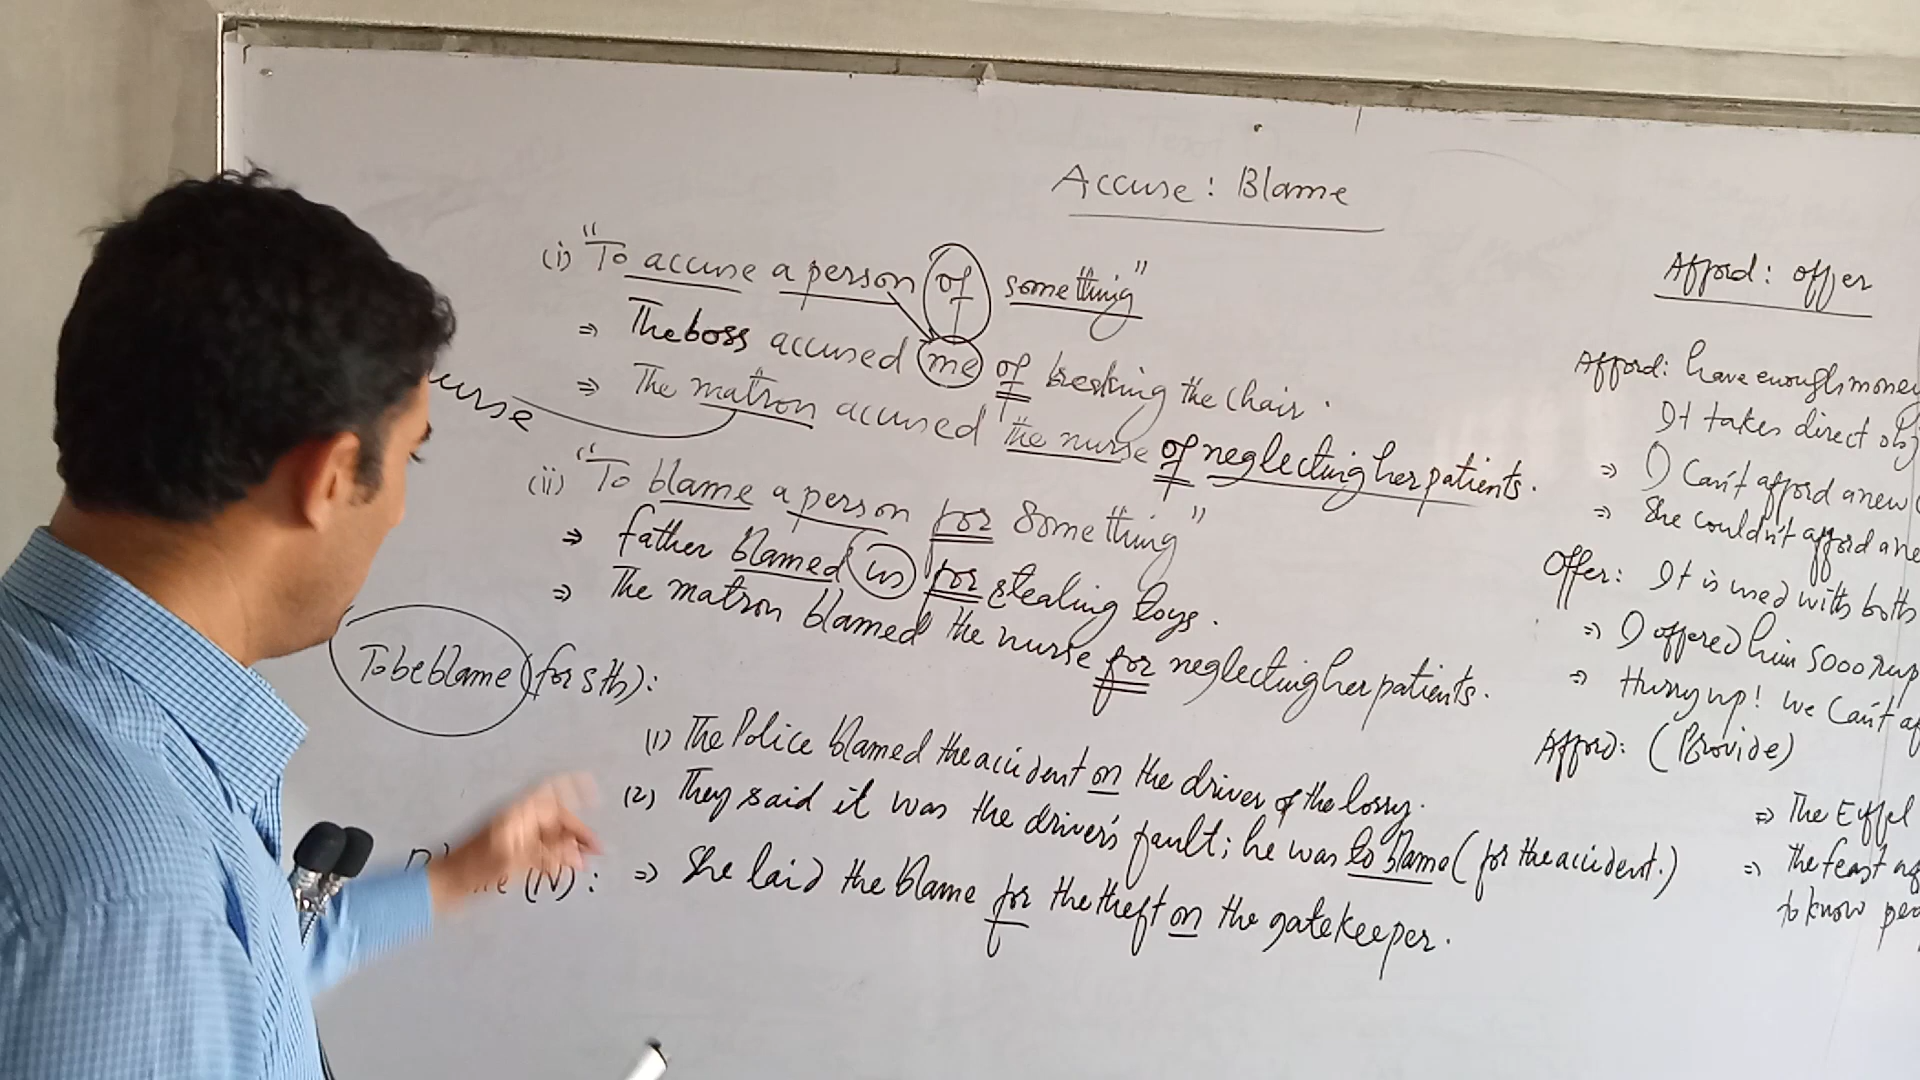 Accuse : Blame
(i) "To accuse a person of something"
⇒ The boss accused me of breaking the chair.
⇒ The matron accused the nurse of neglecting her patients.
(ii) "To blame a person for Something"
⇒ father blamed us for stealing toys.
⇒ The matron blamed the nurse for neglecting her patients.
To be blame (for sth):
(1) The Police blamed the accident on the driver of the lorry.
(2) They said it was the driver's fault; he was to blame (for the accident.)
(N): ⇒ She laid the blame for the theft on the gatekeeper.
Afford : offer
Afford: have enough money
It takes direct obj
⇒ I Can't afford a new
⇒ She couldn't afford a ne
Offer: It is used with both
⇒ I offered him 5000 rup
⇒ Hurry up! we Can't af
Afford: (Provide)
⇒ The Eiffel
⇒ the feast
to know peo